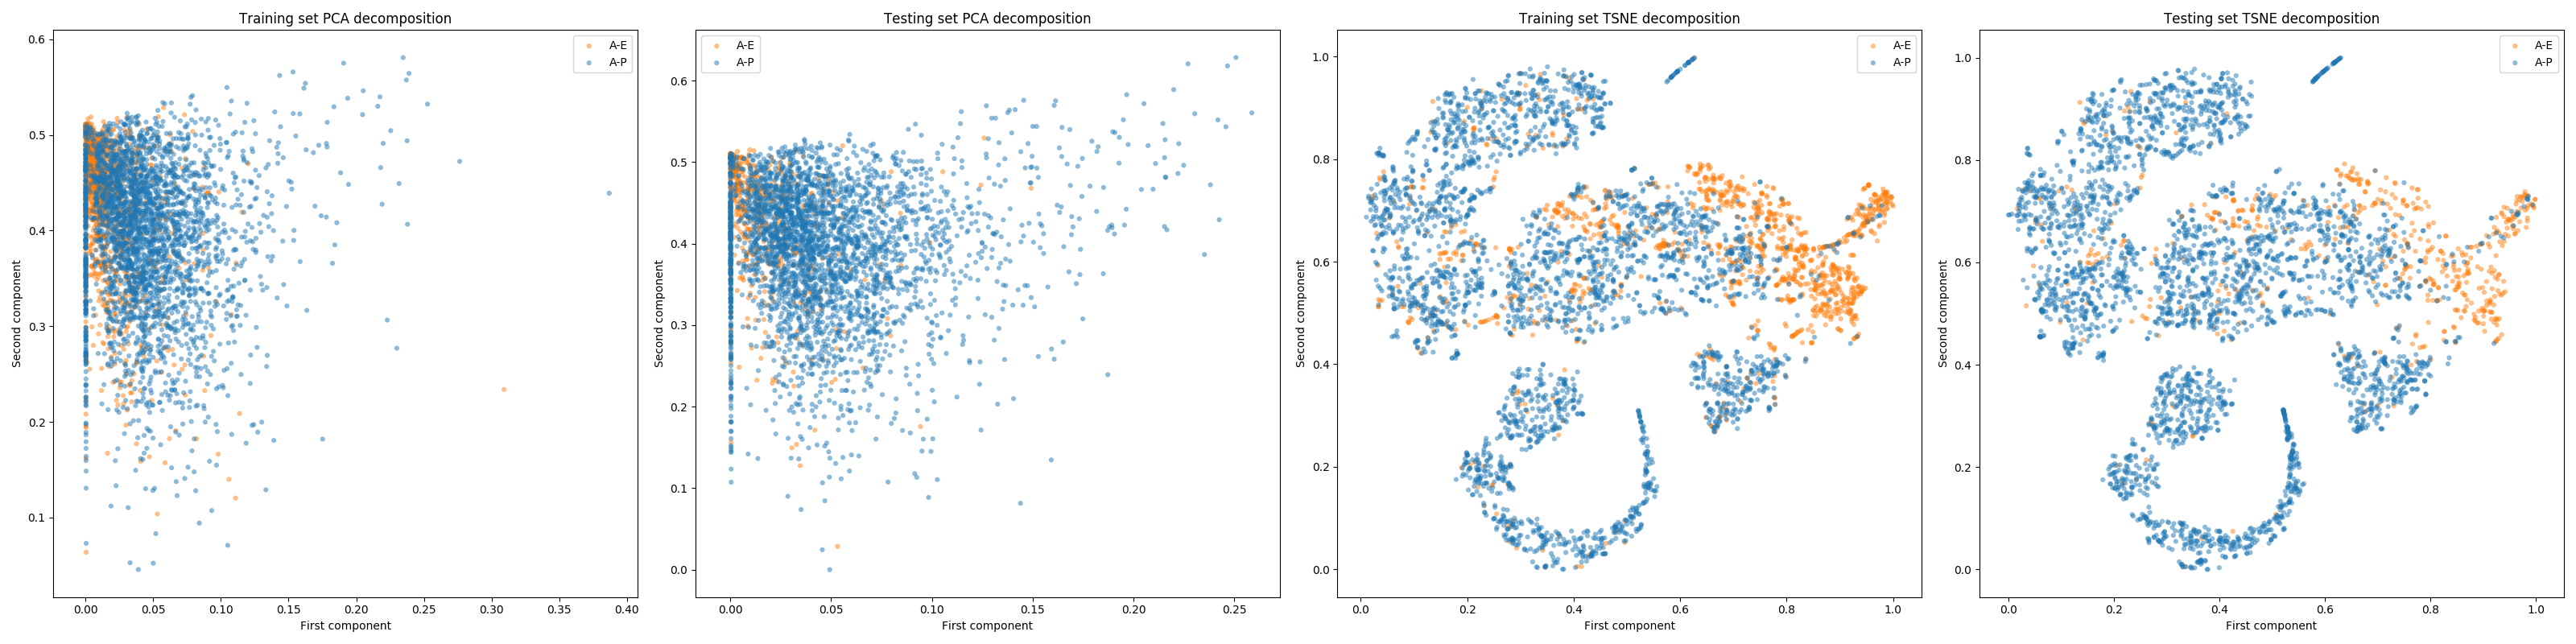 Training set PCA decomposition
A-E
A-P
0.6
0.5
0.4
0.3
0.2
0.1
Second component
0.00 0.05 0.10 0.15 0.20 0.25 0.30 0.35 0.40
First component
Testing set PCA decomposition
A-E
A-P
0.6
0.5
0.4
0.3
0.2
0.1
0.0
Second component
0.00 0.05 0.10 0.15 0.20 0.25
First component
Training set TSNE decomposition
A-E
A-P
1.0
0.8
0.6
0.4
0.2
0.0
Second component
0.0 0.2 0.4 0.6 0.8 1.0
First component
Testing set TSNE decomposition
A-E
A-P
1.0
0.8
0.6
0.4
0.2
0.0
Second component
0.0 0.2 0.4 0.6 0.8 1.0
First component